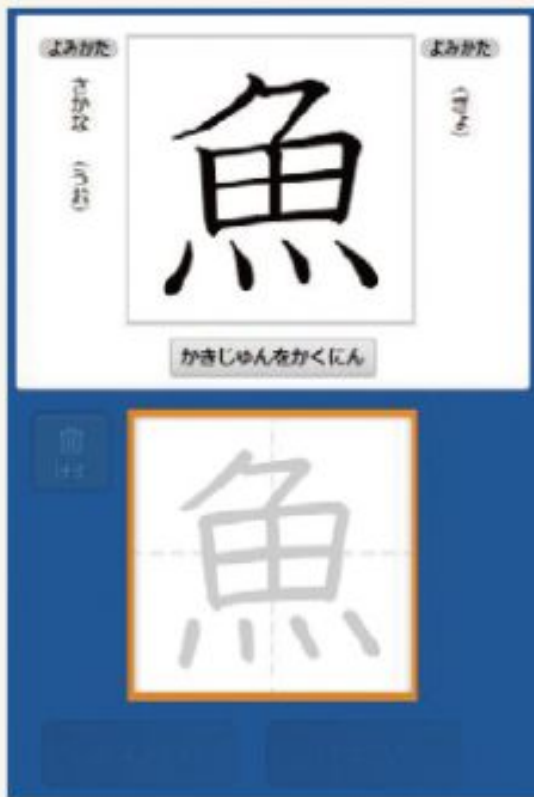 よみかた
さかな (うお)
魚
よみかた
(ぎょ)
かきじゅんをかくにん
けす
魚